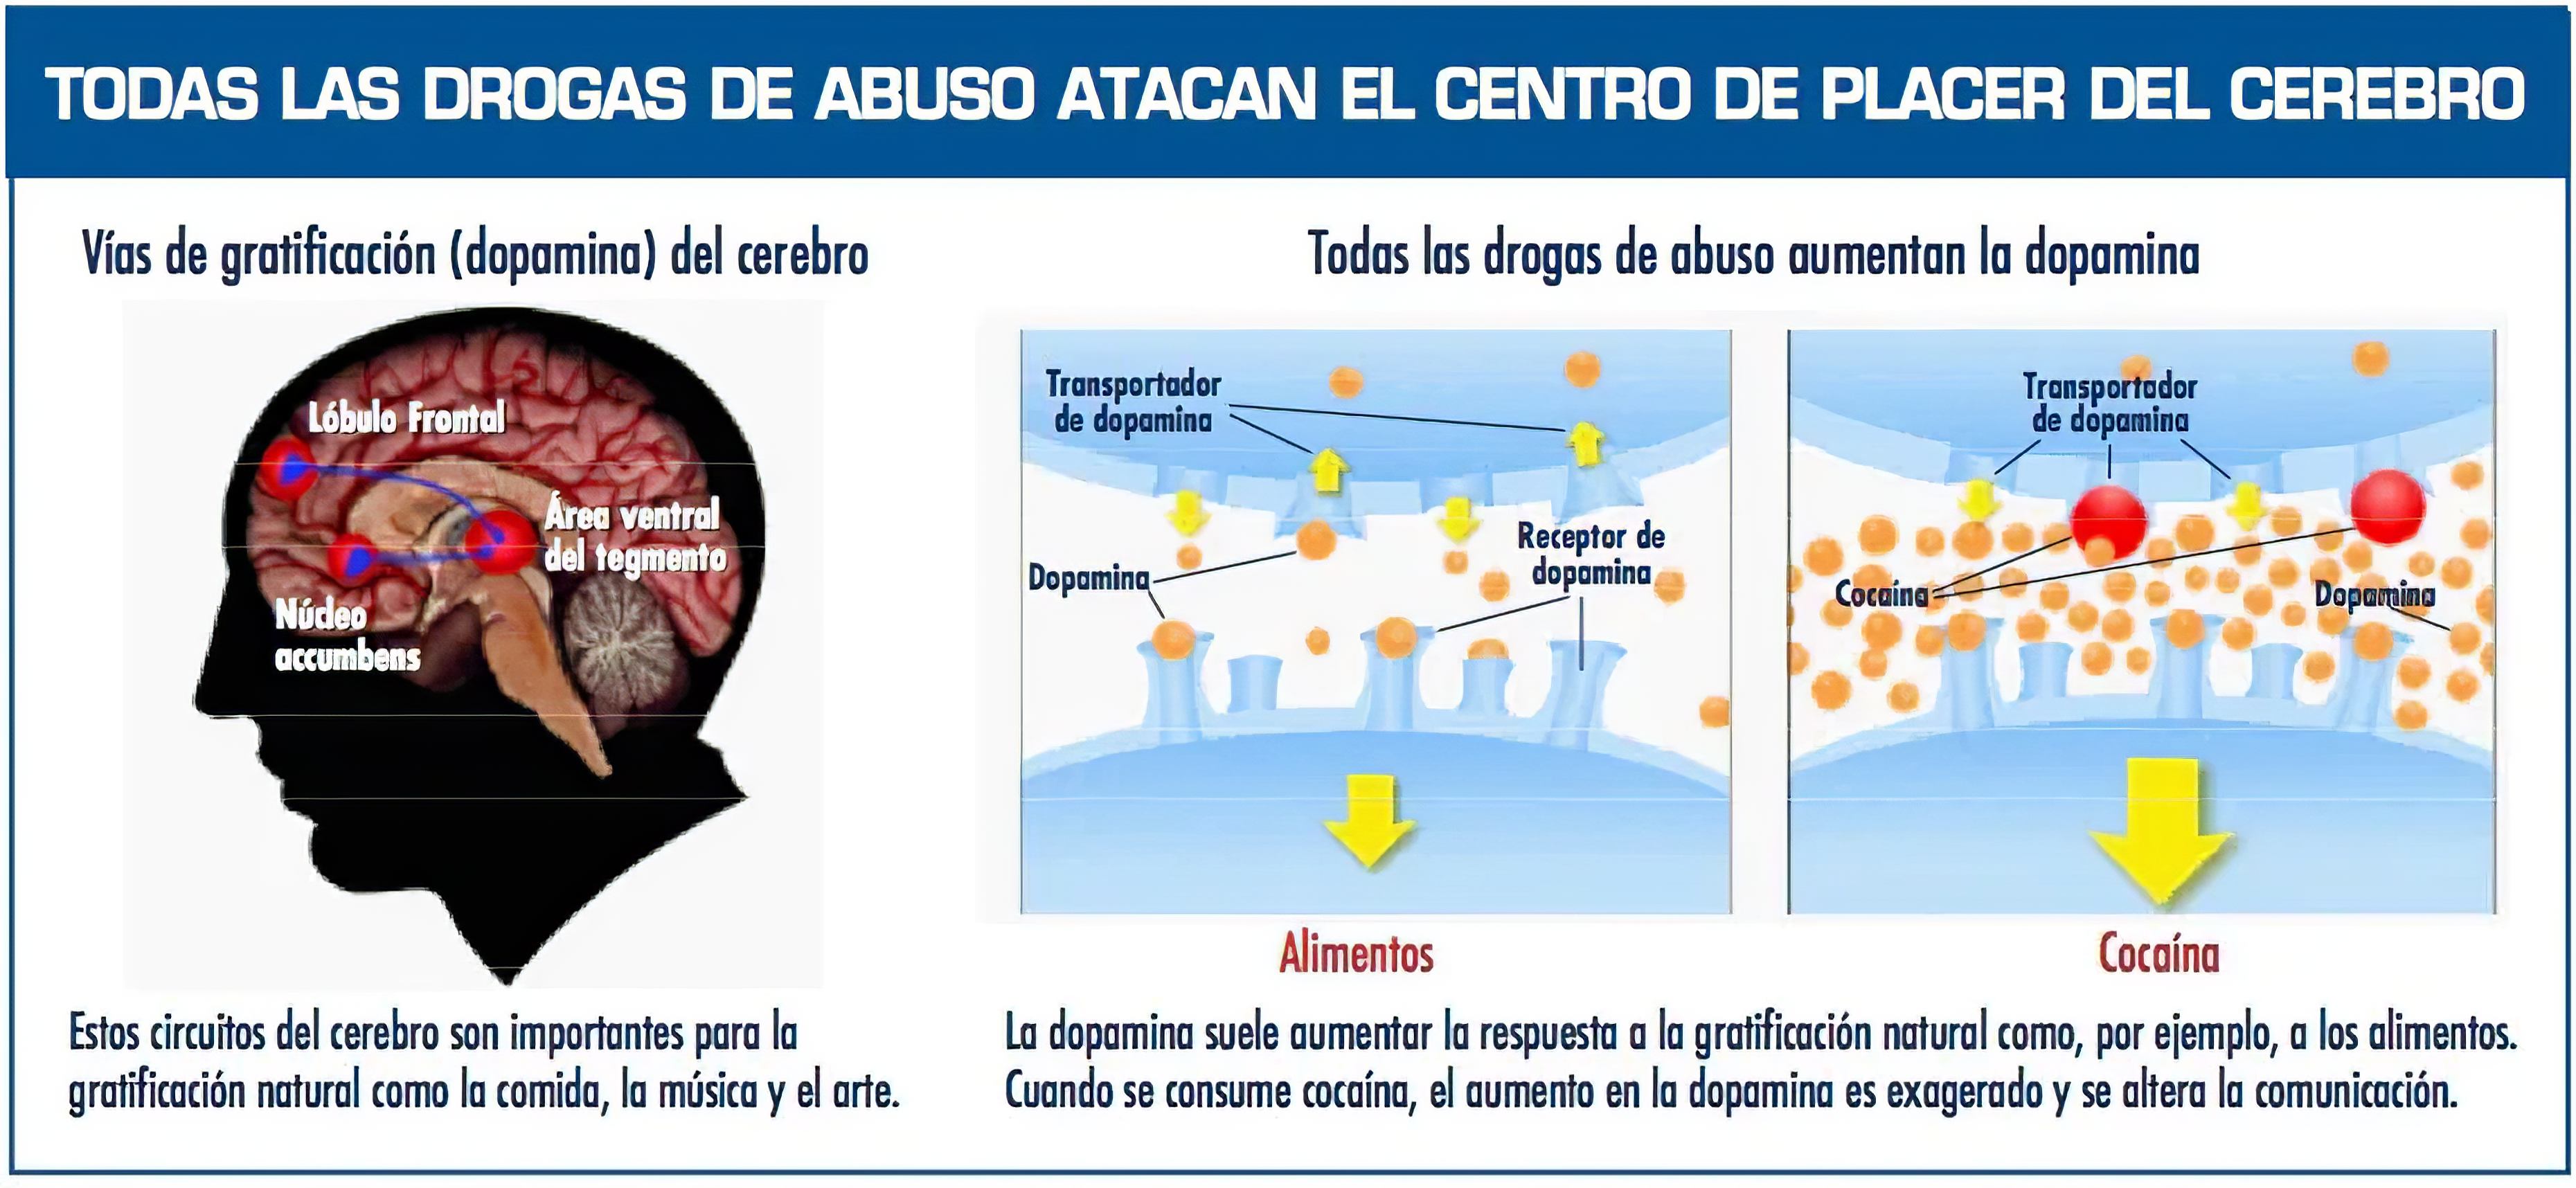 TODAS LAS DROGAS DE ABUSO ATACAN EL CENTRO DE PLACER DEL CEREBRO
Vías de gratificación (dopamina) del cerebro
Lóbulo Frontal
Área ventral
del tegmento
Núcleo
accumbens
Estos circuitos del cerebro son importantes para la
gratificación natural como la comida, la música y el arte.
Todas las drogas de abuso aumentan la dopamina
Transportador
de dopamina
Dopamina
Receptor de
dopamina
Alimentos
Transportador
de dopamina
Cocaína
Dopamina
Cocaína
La dopamina suele aumentar la respuesta a la gratificación natural como, por ejemplo, a los alimentos.
Cuando se consume cocaína, el aumento en la dopamina es exagerado y se altera la comunicación.